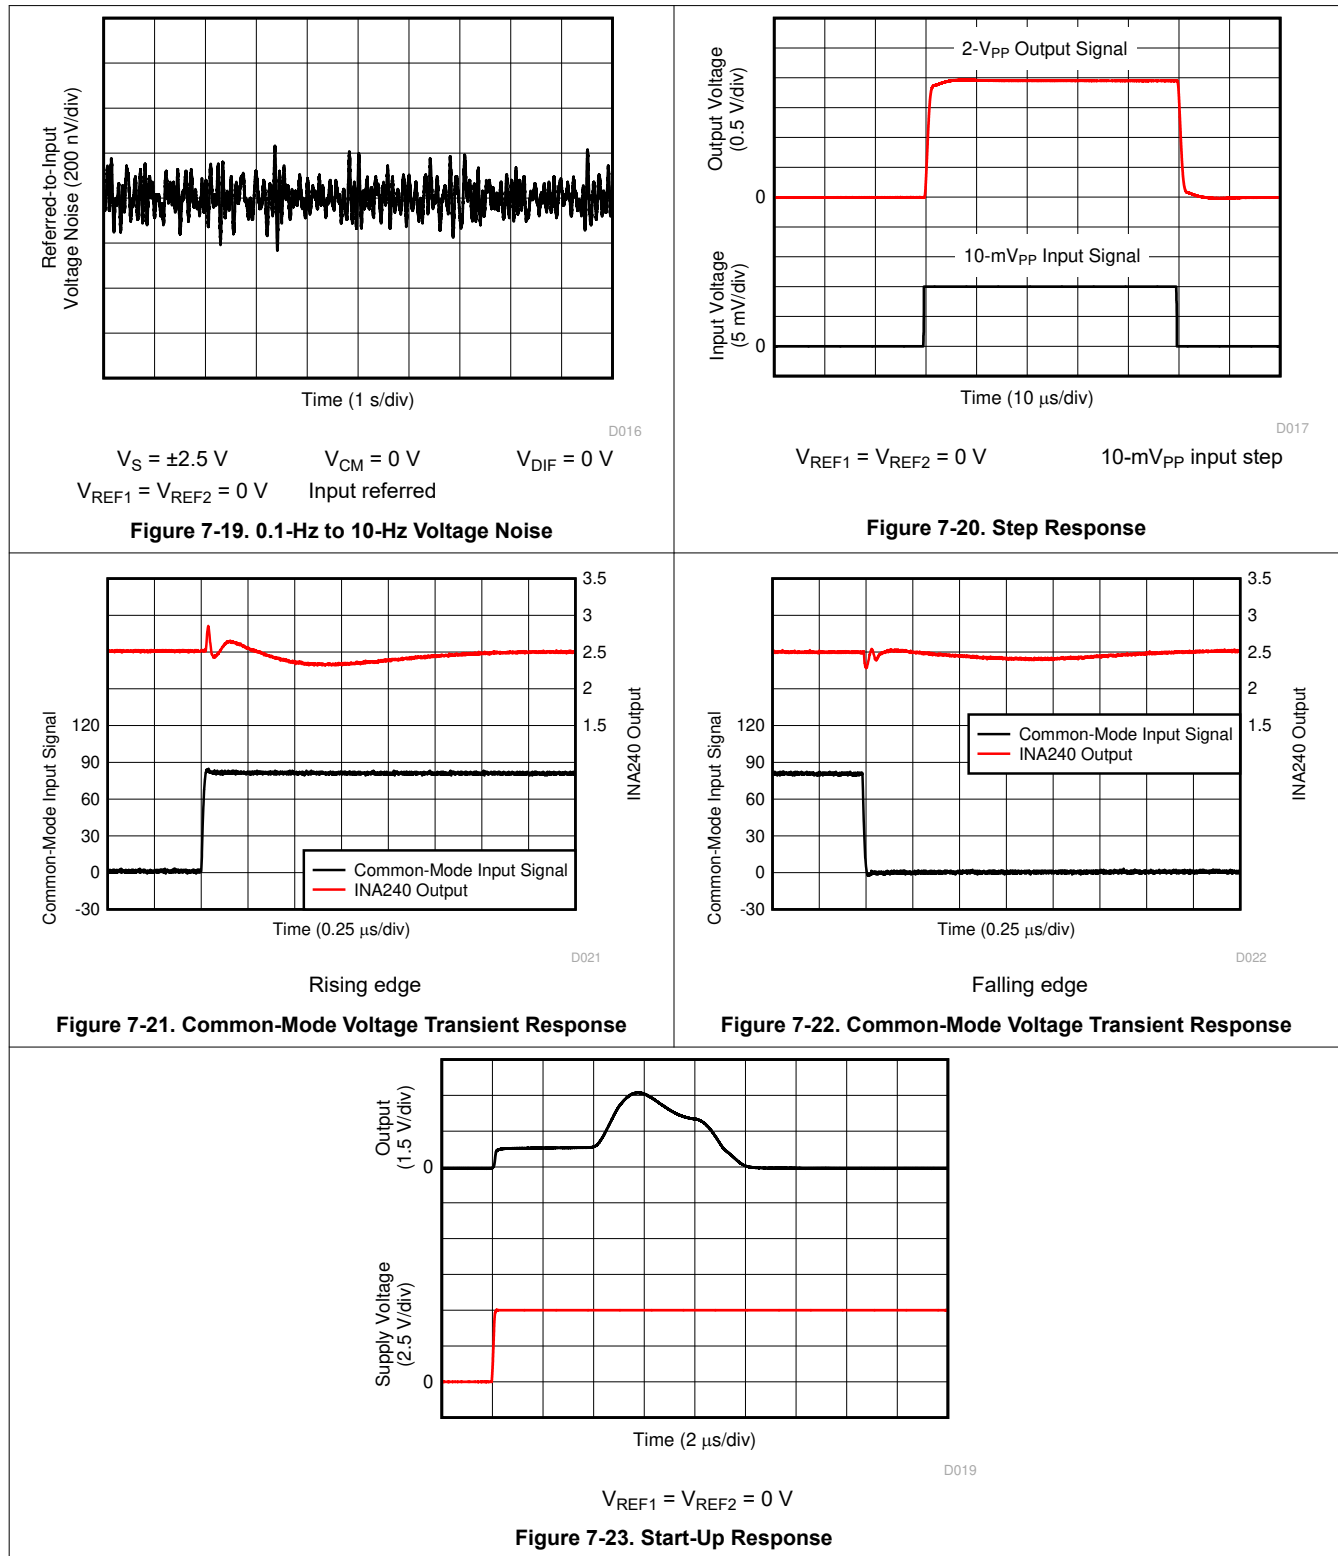 Referred-to-Input
Voltage Noise (200 nV/div)
Time (1 s/div)
D016
VS = ±2.5 V VCM = 0 V VDIF = 0 V
VREF1 = VREF2 = 0 V Input referred
Figure 7-19. 0.1-Hz to 10-Hz Voltage Noise
Output Voltage
(0.5 V/div)
2-VPP Output Signal
0
10-mVPP Input Signal
Input Voltage
(5 mV/div)
0
Time (10 μs/div)
D017
VREF1 = VREF2 = 0 V 10-mVPP input step
Figure 7-20. Step Response
Common-Mode Input Signal
120
90
60
30
0
-30
3.5
3
2.5
2
1.5
INA240 Output
Common-Mode Input Signal
INA240 Output
Time (0.25 μs/div)
D021
Rising edge
Figure 7-21. Common-Mode Voltage Transient Response
Common-Mode Input Signal
120
90
60
30
0
-30
3.5
3
2.5
2
1.5
INA240 Output
Common-Mode Input Signal
INA240 Output
Time (0.25 μs/div)
D022
Falling edge
Figure 7-22. Common-Mode Voltage Transient Response
Output
(1.5 V/div)
0
Supply Voltage
(2.5 V/div)
0
Time (2 μs/div)
D019
VREF1 = VREF2 = 0 V
Figure 7-23. Start-Up Response